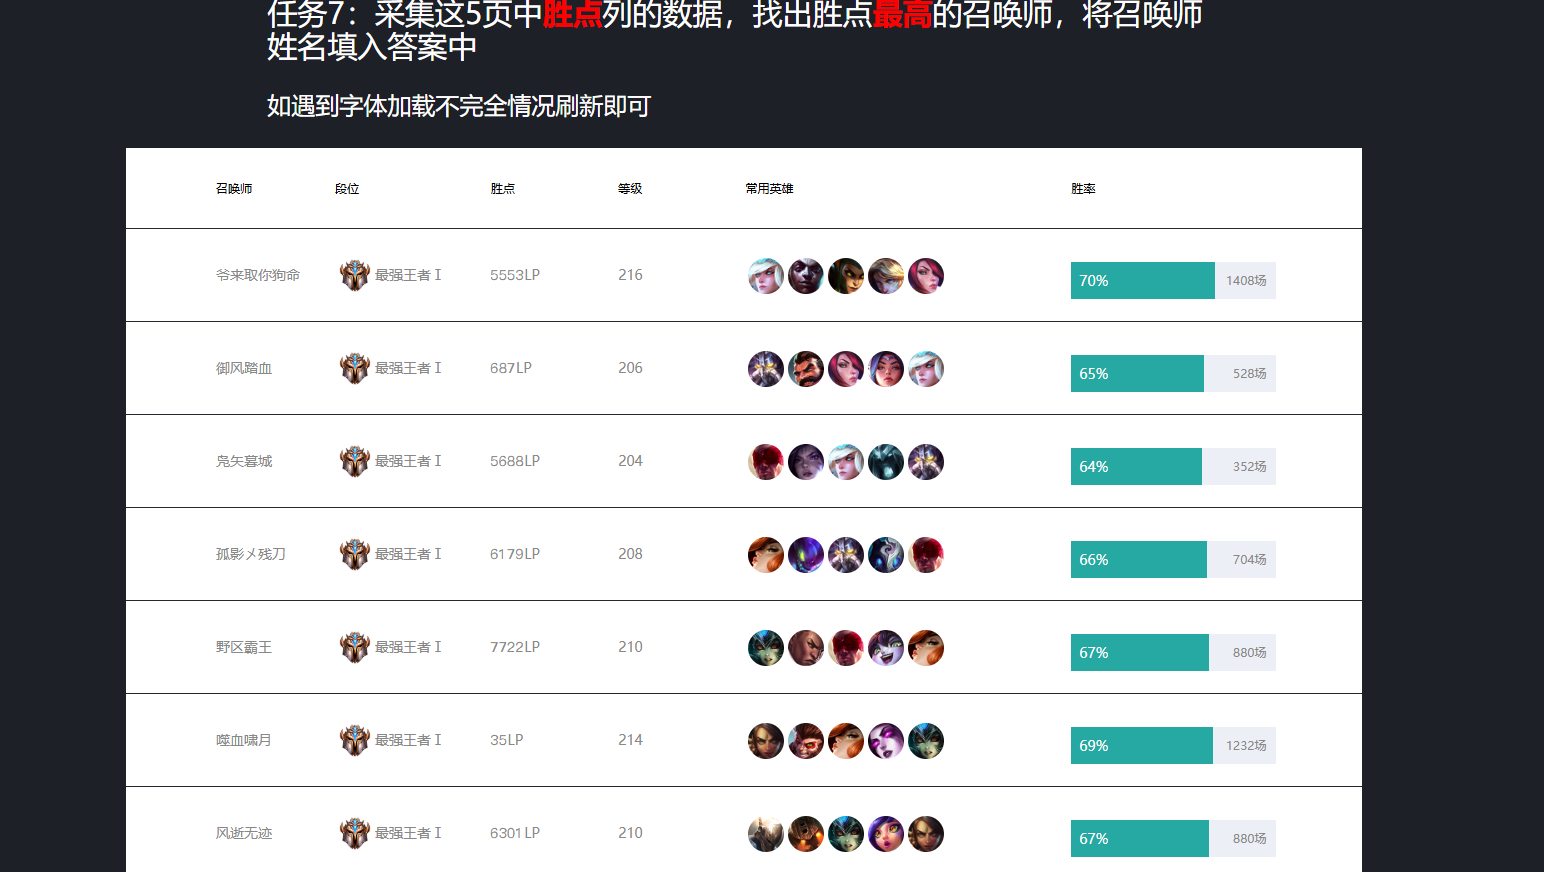 任务7：采集这5页中胜点列的数据，找出胜点最高的召唤师，将召唤师
姓名填入答案中
如遇到字体加载不完全情况刷新即可
召唤师 段位 胜点 等级 常用英雄 胜率
爷来取你狗命 最强王者 I 5553LP 216 70% 1408场
御风踏血 最强王者 I 687LP 206 65% 528场
凫矢暮城 最强王者 I 5688LP 204 64% 352场
孤影メ残刀 最强王者 I 6179LP 208 66% 704场
野区霸王 最强王者 I 7722LP 210 67% 880场
噬血啸月 最强王者 I 35LP 214 69% 1232场
风逝无迹 最强王者 I 6301LP 210 67% 880场